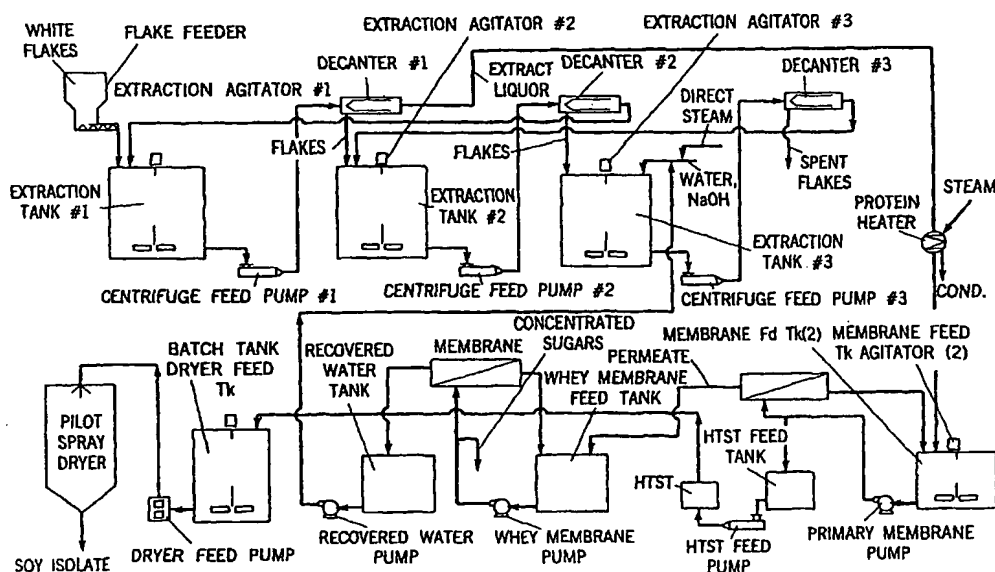 WHITE
FLAKES
FLAKE FEEDER
EXTRACTION AGITATOR #1
EXTRACTION AGITATOR #2
DECANTER #1
EXTRACT
LIQUOR
EXTRACTION AGITATOR #3
DECANTER #2
DIRECT
STEAM
DECANTER #3
FLAKES
FLAKES
WATER,
NaOH
SPENT
FLAKES
EXTRACTION
TANK #1
EXTRACTION
TANK #2
EXTRACTION
TANK #3
PROTEIN
HEATER
STEAM
COND.
CENTRIFUGE FEED PUMP #1
CENTRIFUGE FEED PUMP #2
CENTRIFUGE FEED PUMP #3
BATCH TANK
DRYER FEED
Tk
RECOVERED
WATER
TANK
MEMBRANE
CONCENTRATED
SUGARS
PERMEATE
WHEY MEMBRANE
FEED TANK
MEMBRANE Fd Tk(2)
MEMBRANE FEED
Tk AGITATOR (2)
PILOT
SPRAY
DRYER
HTST
HTST FEED
TANK
SOY ISOLATE
DRYER FEED PUMP
RECOVERED WATER
PUMP
WHEY MEMBRANE
PUMP
HTST FEED
PUMP
PRIMARY MEMBRANE
PUMP